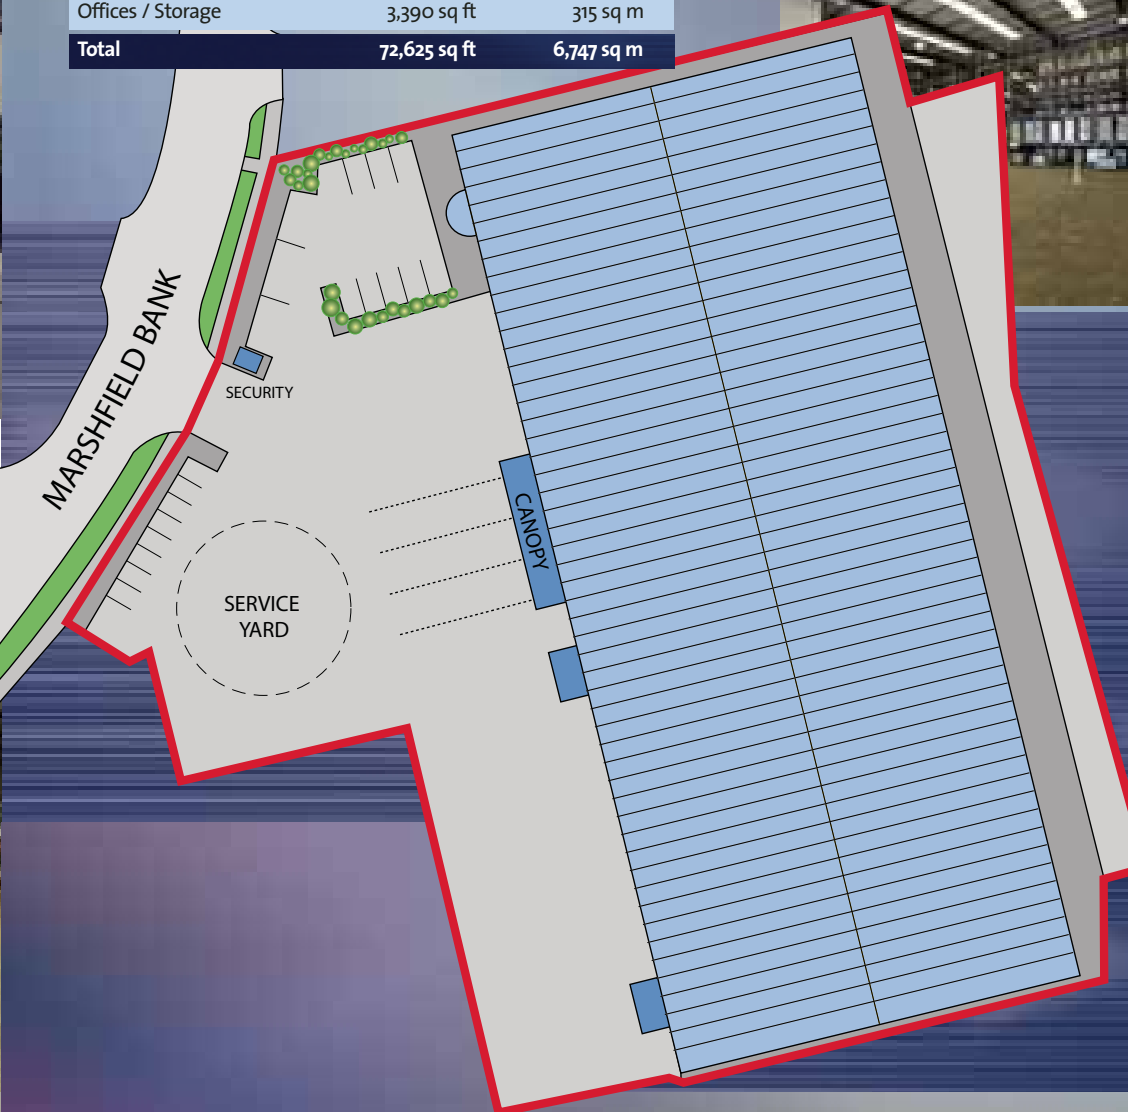 Offices / Storage 3,390 sq ft 315 sq m
Total 72,625 sq ft 6,747 sq m
MARSHFIELD BANK
SECURITY
CANOPY
SERVICE
YARD